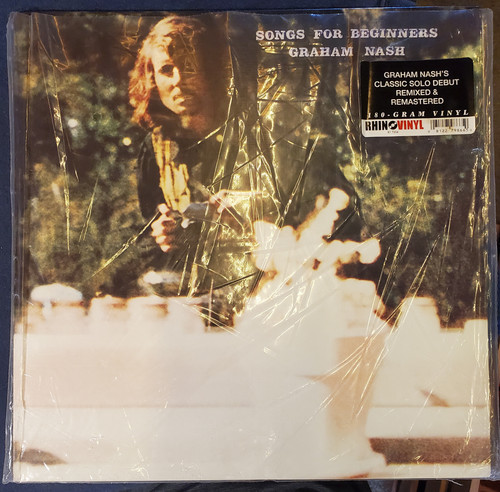 SONGS FOR BEGINNERS
GRAHAM NASH
GRAHAM NASH'S
CLASSIC SOLO DEBUT
REMIXED &
REMASTERED
180-GRAM VINYL
RHINO VINYL